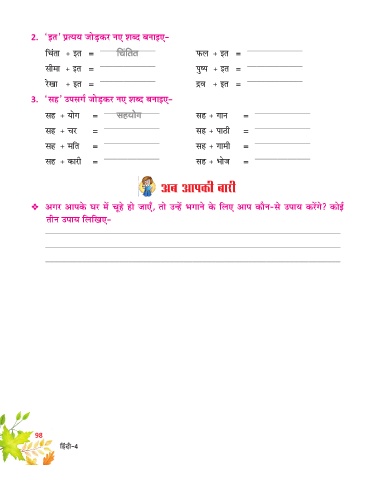 2. 'इत' प्रत्यय जोड़कर नए शब्द बनाइए–
चिंता + इत = चिंतित फल + इत =
सीमा + इत = पुष्प + इत =
रेखा + इत = द्रव + इत =
3. 'सह' उपसर्ग जोड़कर नए शब्द बनाइए–
सह + योग = सहयोग सह + गान =
सह + चर = सह + पाठी =
सह + मति = सह + गामी =
सह + कारी = सह + भोज =
अब आपकी बारी
❖ अगर आपके घर में चूहे हो जाएँ, तो उन्हें भगाने के लिए आप कौन-से उपाय करेंगे? कोई
तीन उपाय लिखिए–
98
हिंदी-4